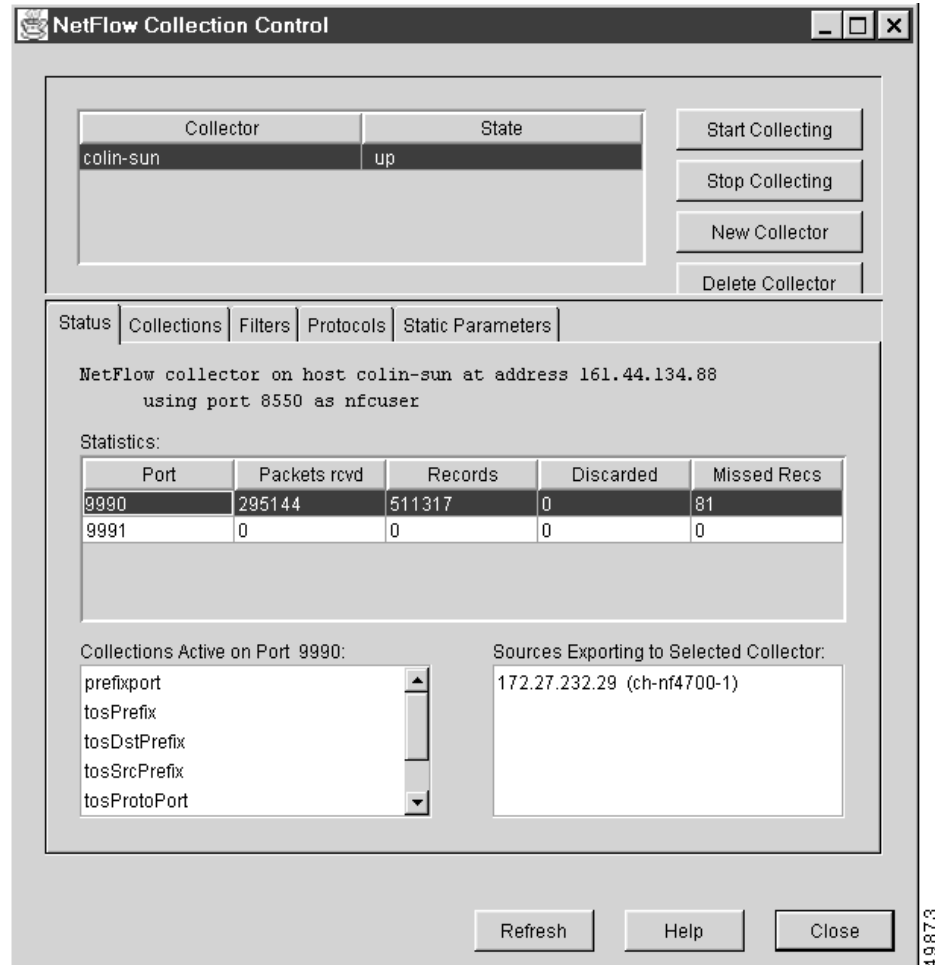 NetFlow Collection Control
Collector State
colin-sun up
Start Collecting
Stop Collecting
New Collector
Delete Collector
Status Collections Filters Protocols Static Parameters
NetFlow collector on host colin-sun at address 161.44.134.88
using port 8550 as nfcuser
Statistics:
Port Packets rcvd Records Discarded Missed Recs
9990 295144 511317 0 81
9991 0 0 0 0
Collections Active on Port 9990:
prefixport
tosPrefix
tosDstPrefix
tosSrcPrefix
tosProtoPort
Sources Exporting to Selected Collector:
172.27.232.29 (ch-nf4700-1)
Refresh Help Close
49873